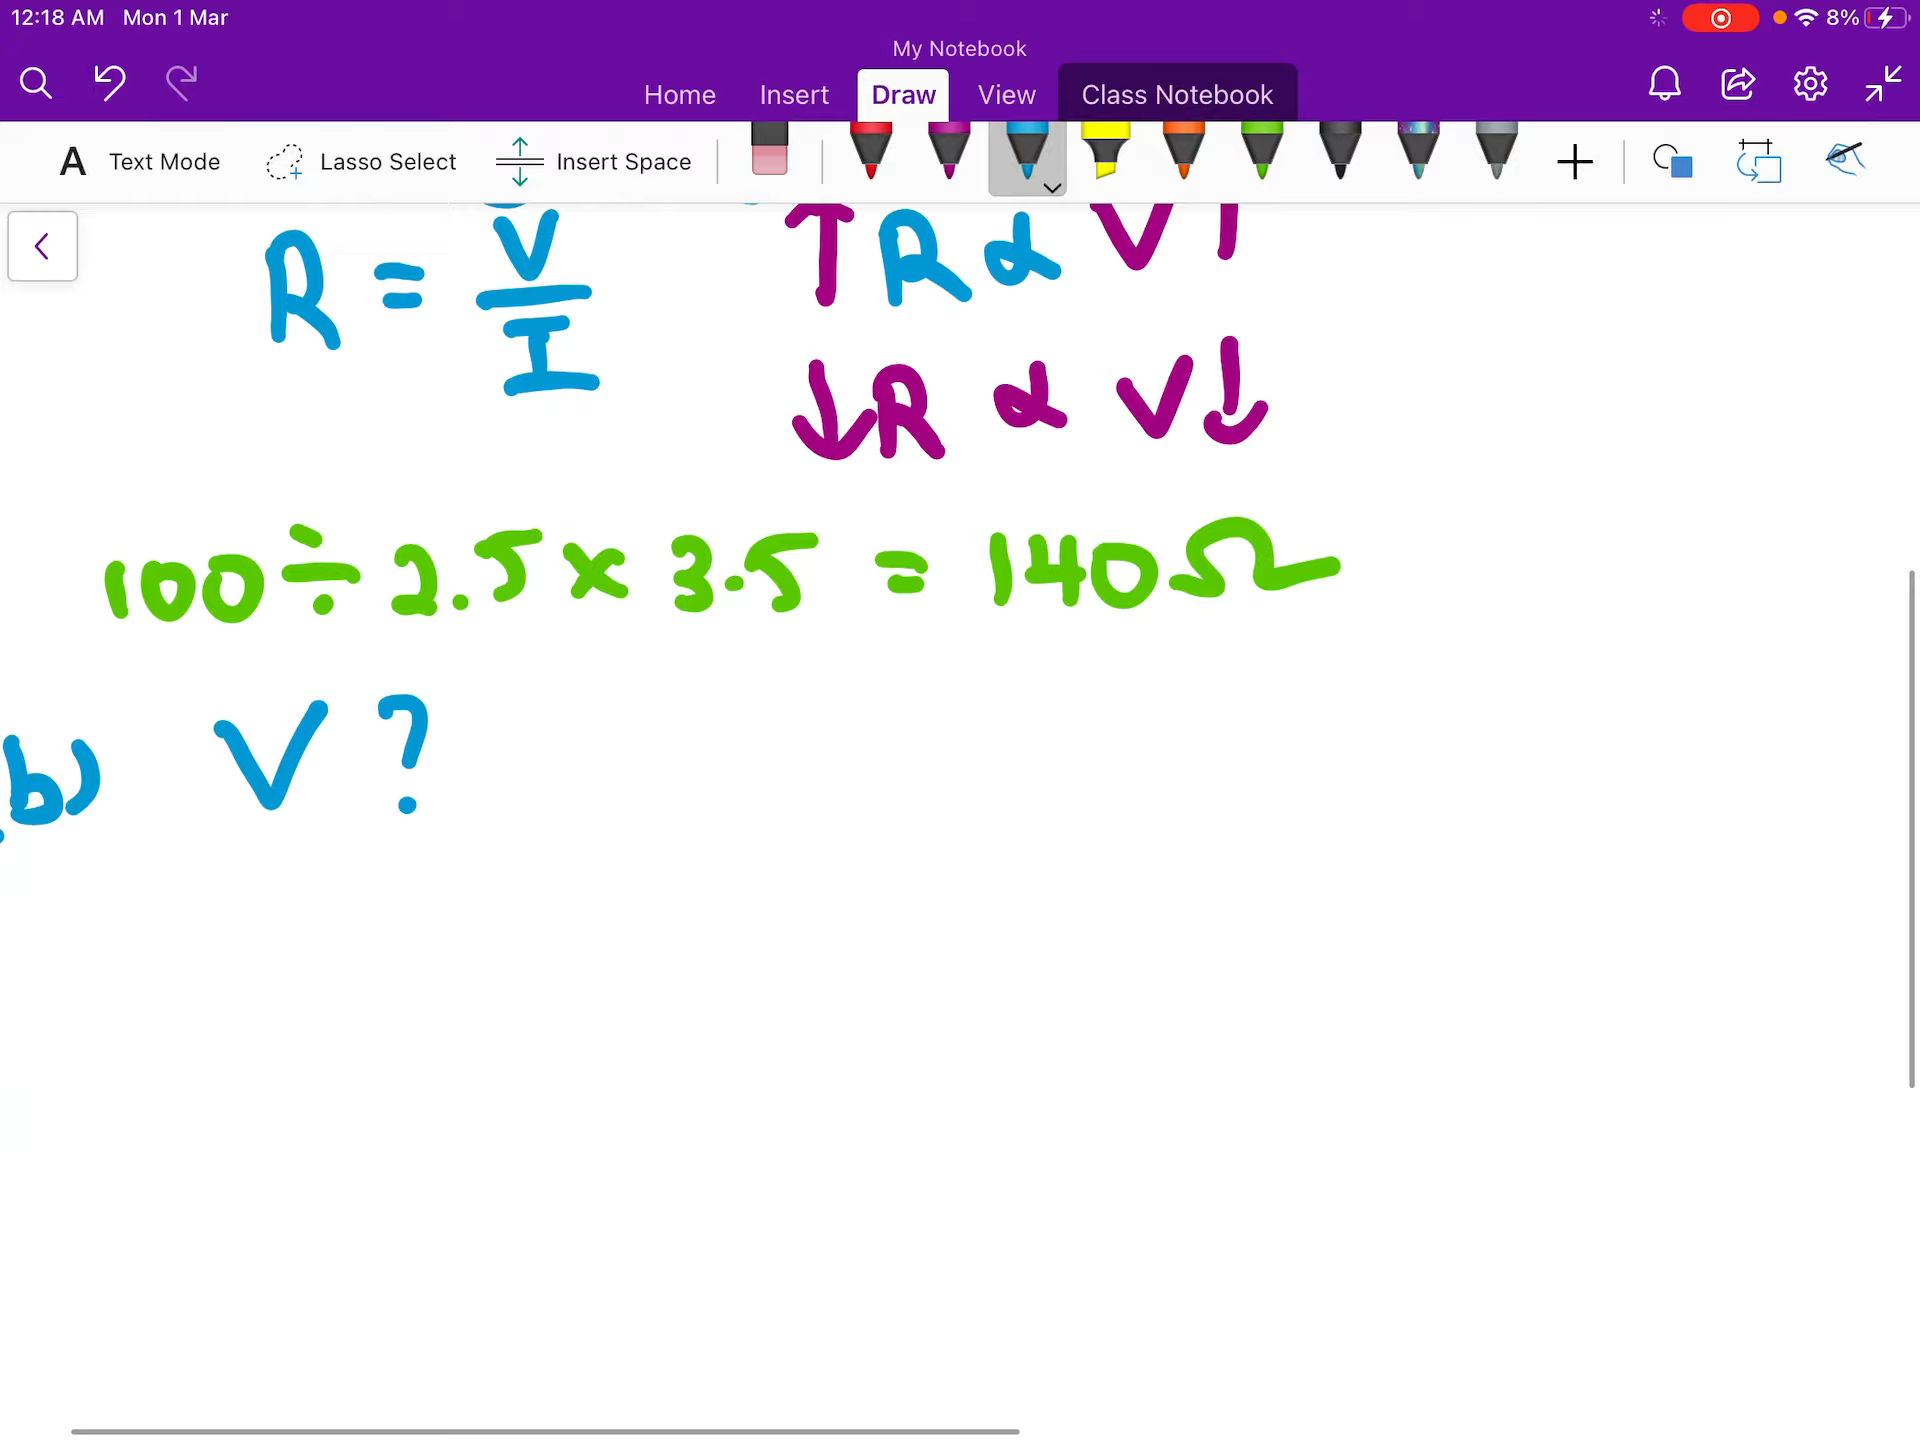 12:18 AM Mon 1 Mar
8%
My Notebook
Home Insert Draw View Class Notebook
A Text Mode Lasso Select Insert Space
R = V/I
↑ R α V ↑
↓R α V↓
100 ÷ 2.5 × 3.5 = 140Ω
b) V ?